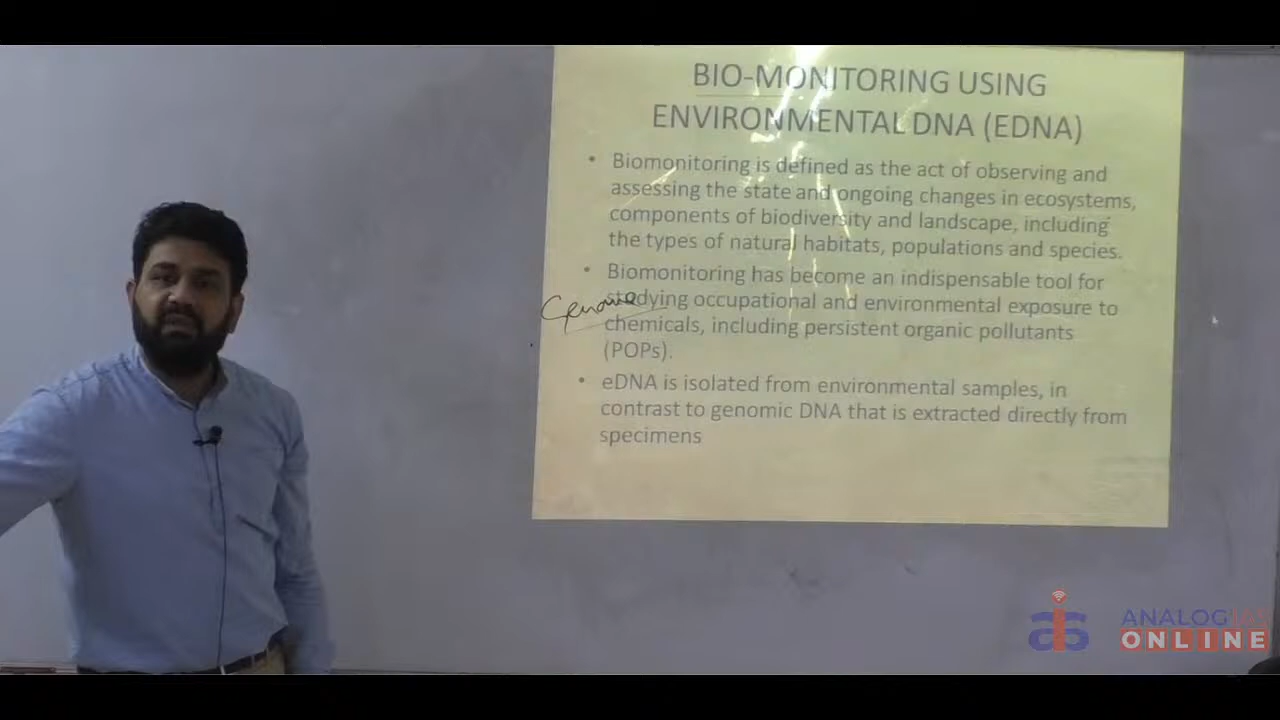 BIO-MONITORING USING
ENVIRONMENTAL DNA (EDNA)
• Biomonitoring is defined as the act of observing and
assessing the state and ongoing changes in ecosystems,
components of biodiversity and landscape, including
the types of natural habitats, populations and species.
• Biomonitoring has become an indispensable tool for
studying occupational and environmental exposure to
chemicals, including persistent organic pollutants
(POPs).
Genome
• eDNA is isolated from environmental samples, in
contrast to genomic DNA that is extracted directly from
specimens
ANALOG IAS
ONLINE